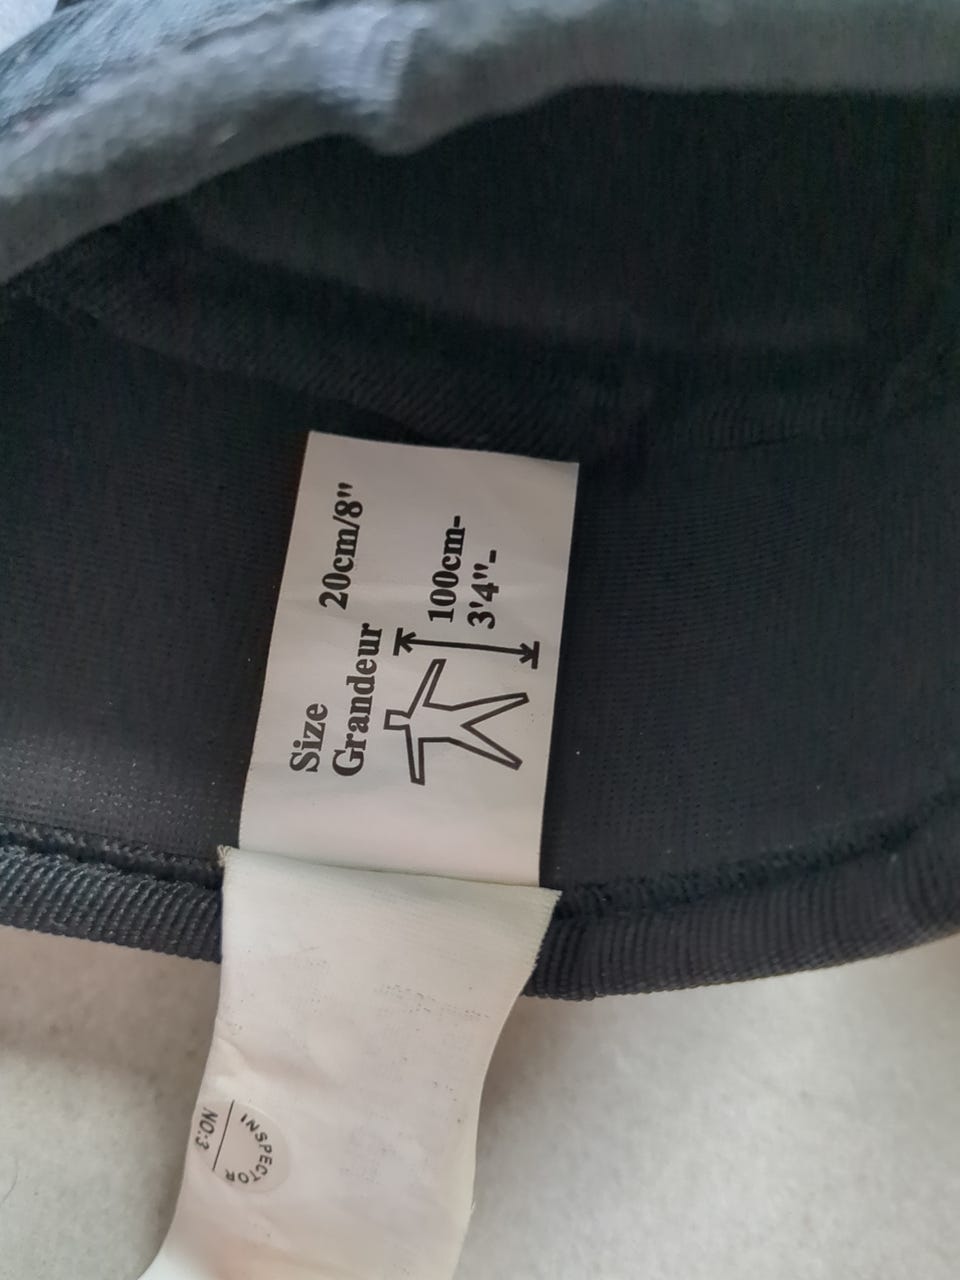 Size 20cm/8"
Grandeur
100cm-
3'4"-
INSPECTOR
NO:3